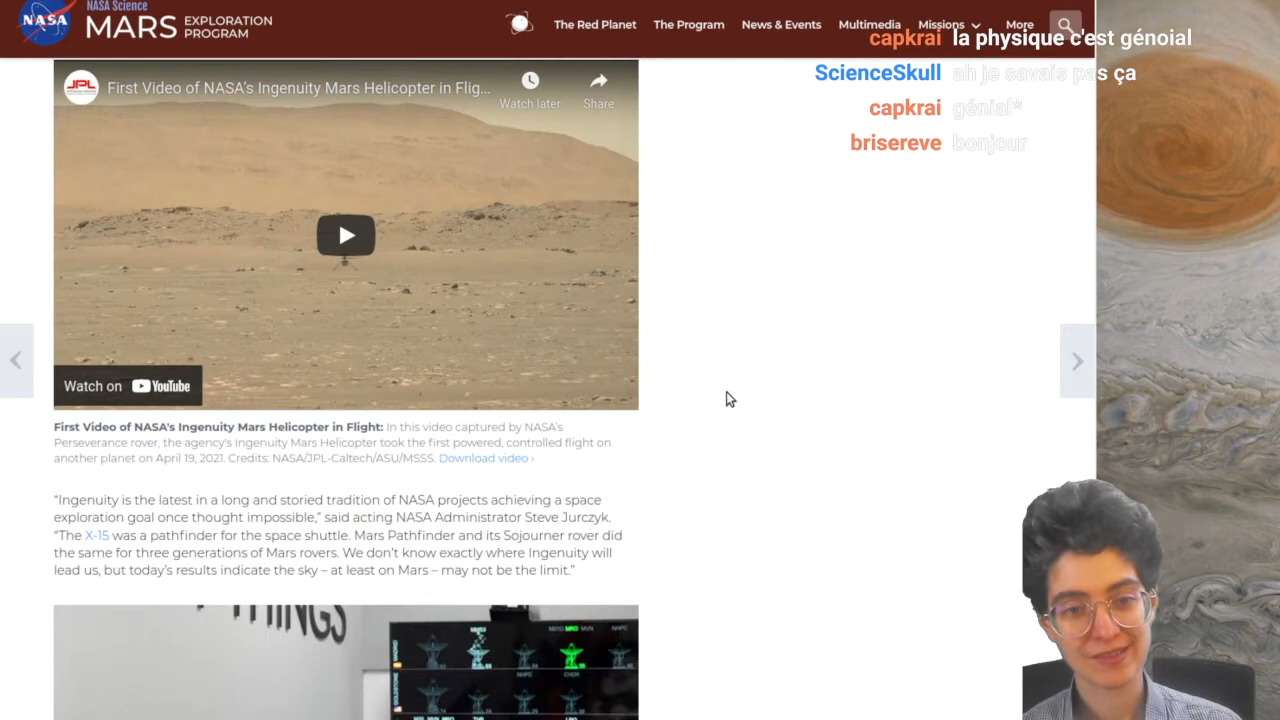 NASA
NASA Science
MARS
EXPLORATION
PROGRAM
The Red Planet
The Program
News & Events
Multimedia
Missions
More
capkrai la physique c'est génoial
ScienceSkull ah je savais pas ça
capkrai génial*
brisereve bonjour
JPL
First Video of NASA's Ingenuity Mars Helicopter in Flig...
Watch later
Share
Watch on YouTube
First Video of NASA's Ingenuity Mars Helicopter in Flight: In this video captured by NASA's
Perseverance rover, the agency's Ingenuity Mars Helicopter took the first powered, controlled flight on
another planet on April 19, 2021. Credits: NASA/JPL-Caltech/ASU/MSSS. Download video ›
“Ingenuity is the latest in a long and storied tradition of NASA projects achieving a space
exploration goal once thought impossible,” said acting NASA Administrator Steve Jurczyk.
“The X-15 was a pathfinder for the space shuttle. Mars Pathfinder and its Sojourner rover did
the same for three generations of Mars rovers. We don’t know exactly where Ingenuity will
lead us, but today’s results indicate the sky – at least on Mars – may not be the limit.”
THINGS
MRO
MADRID
GOLDSTONE